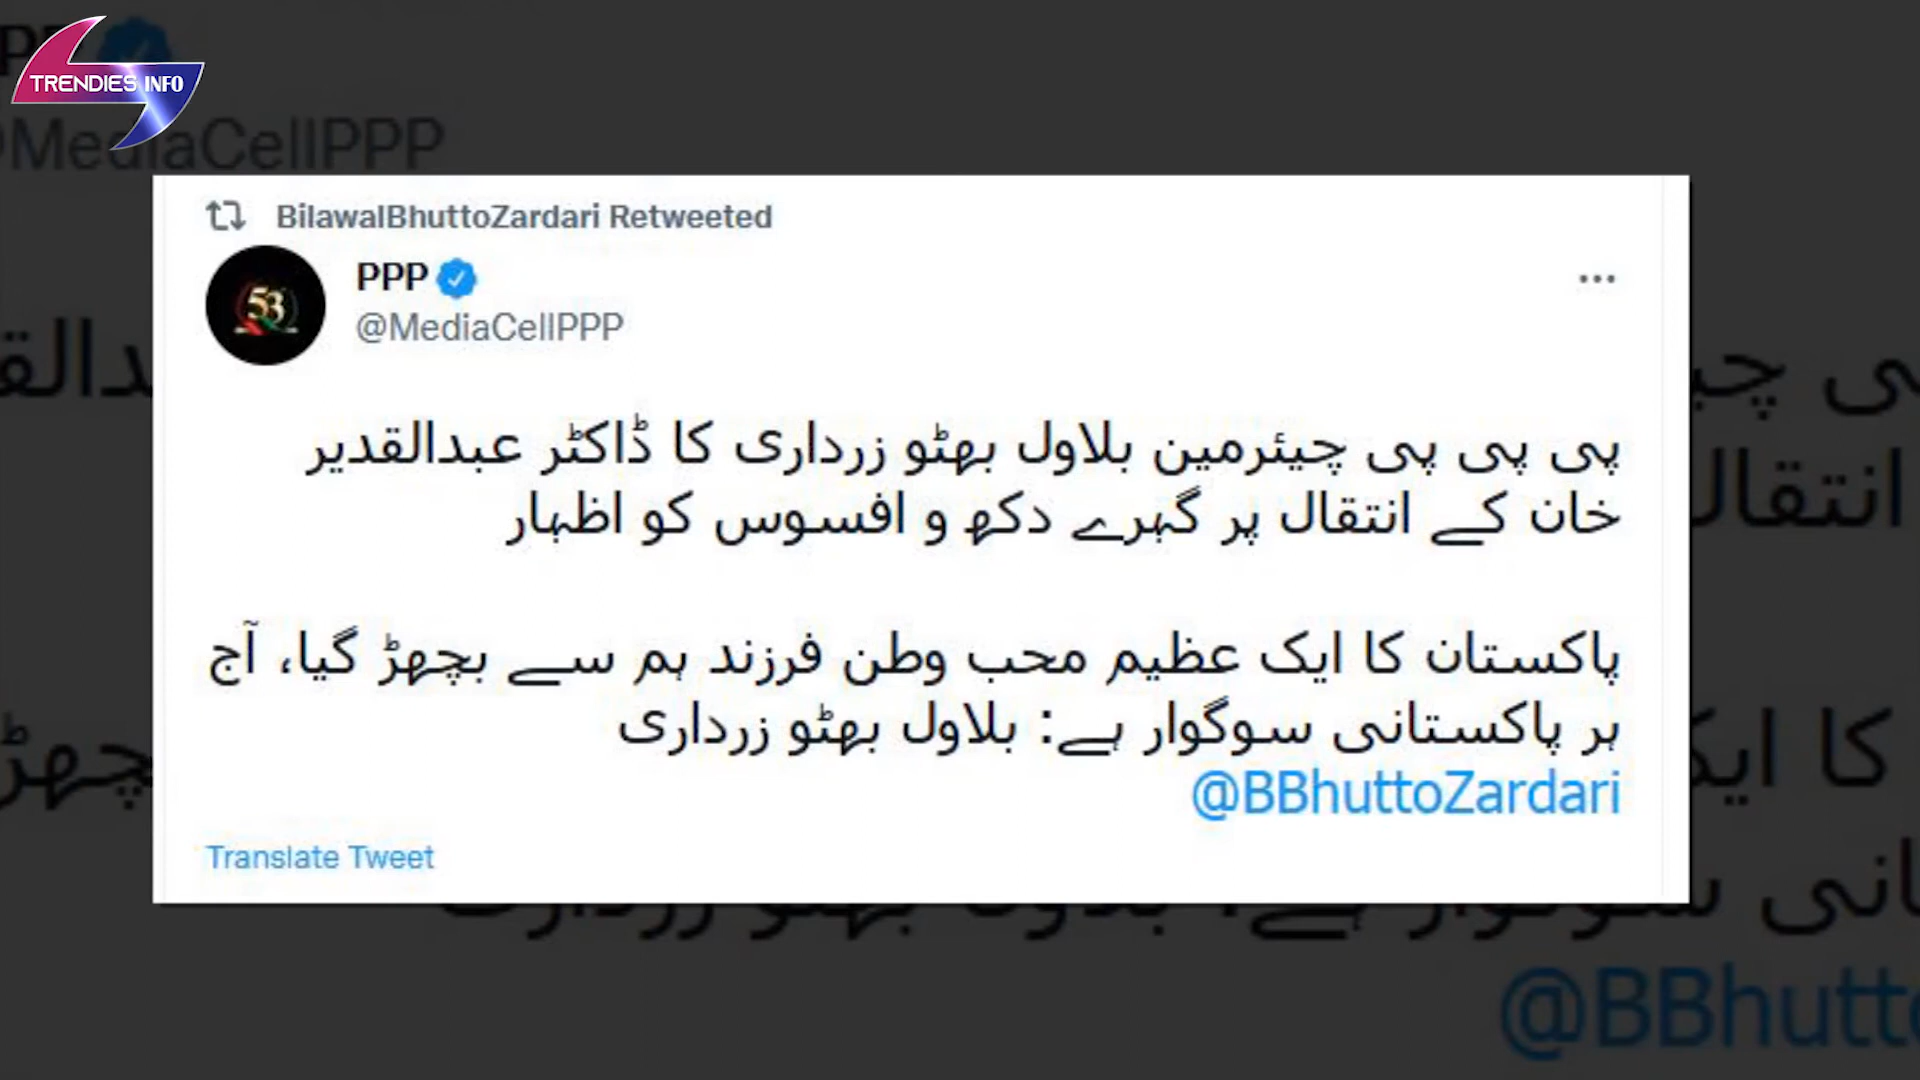 TRENDIES INFO
@MediaCellPPP
BilawalBhuttoZardari Retweeted
PPP
@MediaCellPPP
53
پی پی پی چیئرمین بلاول بھٹو زرداری کا ڈاکٹر عبدالقدیر
خان کے انتقال پر گہرے دکھ و افسوس کو اظہار
پاکستان کا ایک عظیم محب وطن فرزند ہم سے بچھڑ گیا، آج
ہر پاکستانی سوگوار ہے: بلاول بھٹو زرداری
@BBhuttoZardari
Translate Tweet